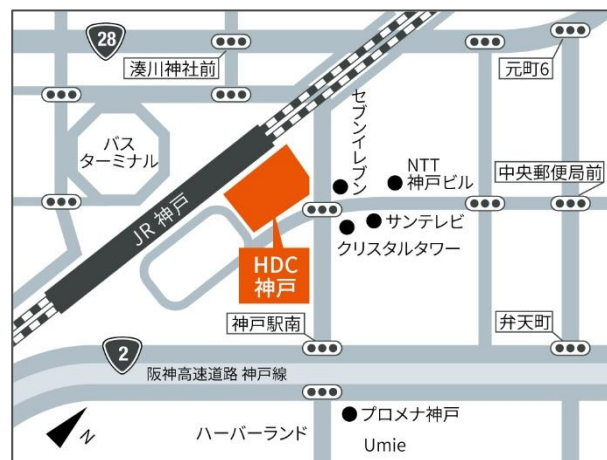 28
湊川神社前
元町6
バス
ターミナル
セブンイレブン
NTT
神戸ビル
中央郵便局前
JR 神戸
サンテレビ
クリスタルタワー
HDC
神戸
神戸駅南
弁天町
2
阪神高速道路 神戸線
プロメナ神戸
ハーバーランド
Umie
N